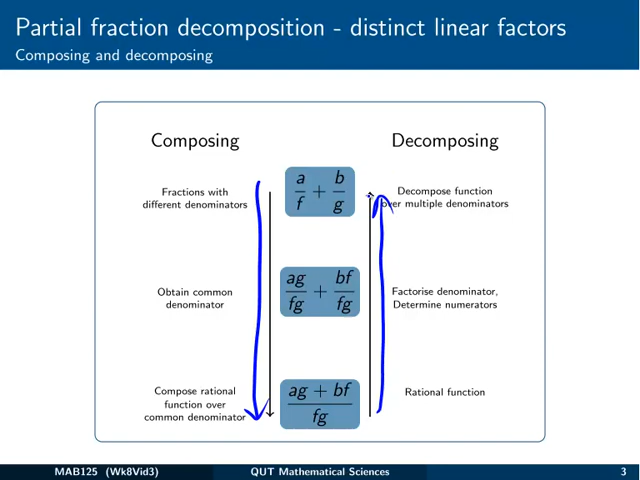 Partial fraction decomposition - distinct linear factors
Composing and decomposing
Composing
Decomposing
Fractions with
different denominators
a/f + b/g
Decompose function
over multiple denominators
Obtain common
denominator
ag/fg + bf/fg
Factorise denominator,
Determine numerators
Compose rational
function over
common denominator
(ag + bf)/fg
Rational function
MAB125 (Wk8Vid3)
QUT Mathematical Sciences
3